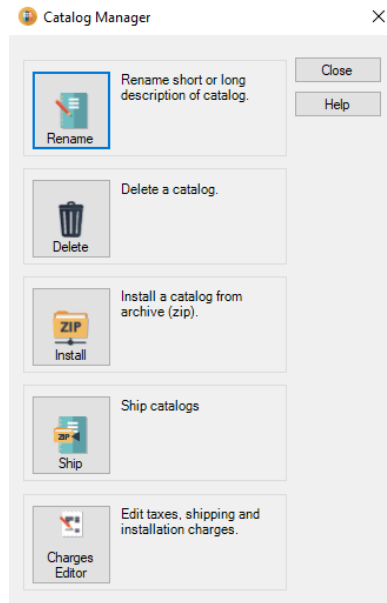 Catalog Manager
Close
Help
Rename short or long
description of catalog.
Rename
Delete a catalog.
Delete
Install a catalog from
archive (zip).
ZIP
Install
Ship catalogs
ZIP
Ship
Edit taxes, shipping and
installation charges.
Charges
Editor